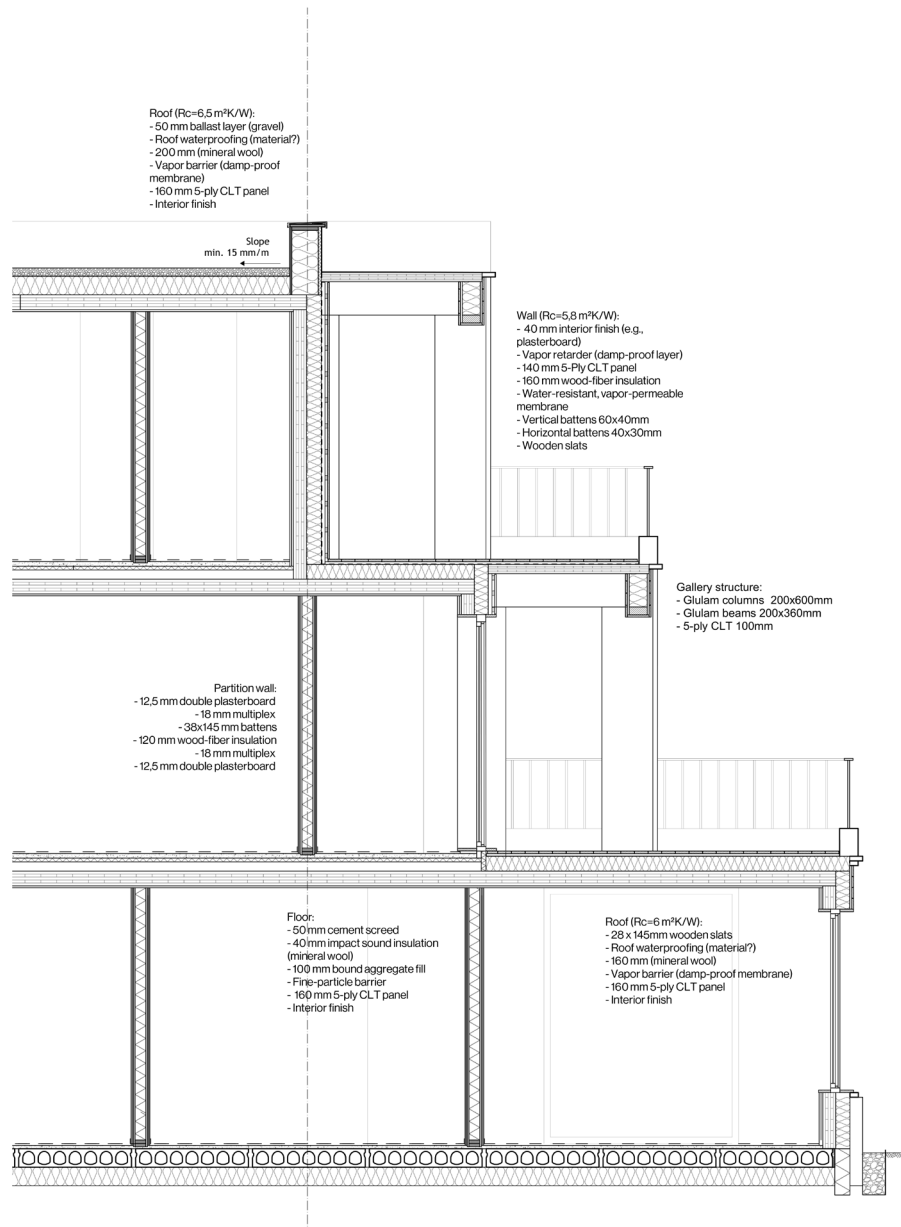 Roof (Rc=6,5 m²K/W):
- 50 mm ballast layer (gravel)
- Roof waterproofing (material?)
- 200 mm (mineral wool)
- Vapor barrier (damp-proof
membrane)
- 160 mm 5-ply CLT panel
- Interior finish
Slope
min. 15 mm/m
Wall (Rc=5,8 m²K/W):
- 40 mm interior finish (e.g.,
plasterboard)
- Vapor retarder (damp-proof layer)
- 140 mm 5-Ply CLT panel
- 160 mm wood-fiber insulation
- Water-resistant, vapor-permeable
membrane
- Vertical battens 60x40mm
- Horizontal battens 40x30mm
- Wooden slats
Gallery structure:
- Glulam columns 200x600mm
- Glulam beams 200x360mm
- 5-ply CLT 100mm
Partition wall:
- 12,5 mm double plasterboard
- 18 mm multiplex
- 38x145 mm battens
- 120 mm wood-fiber insulation
- 18 mm multiplex
- 12,5 mm double plasterboard
Floor:
- 50 mm cement screed
- 40 mm impact sound insulation
(mineral wool)
- 100 mm bound aggregate fill
- Fine-particle barrier
- 160 mm 5-ply CLT panel
- Interior finish
Roof (Rc=6 m²K/W):
- 28 x 145mm wooden slats
- Roof waterproofing (material?)
- 160 mm (mineral wool)
- Vapor barrier (damp-proof membrane)
- 160 mm 5-ply CLT panel
- Interior finish